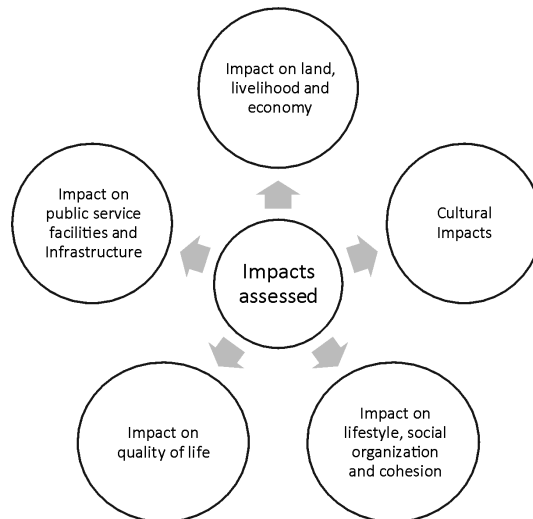 Impact on land,
livelihood and
economy
Impact on
public service
facilities and
Infrastructure
Cultural
Impacts
Impacts
assessed
Impact on
quality of life
Impact on
lifestyle, social
organization
and cohesion